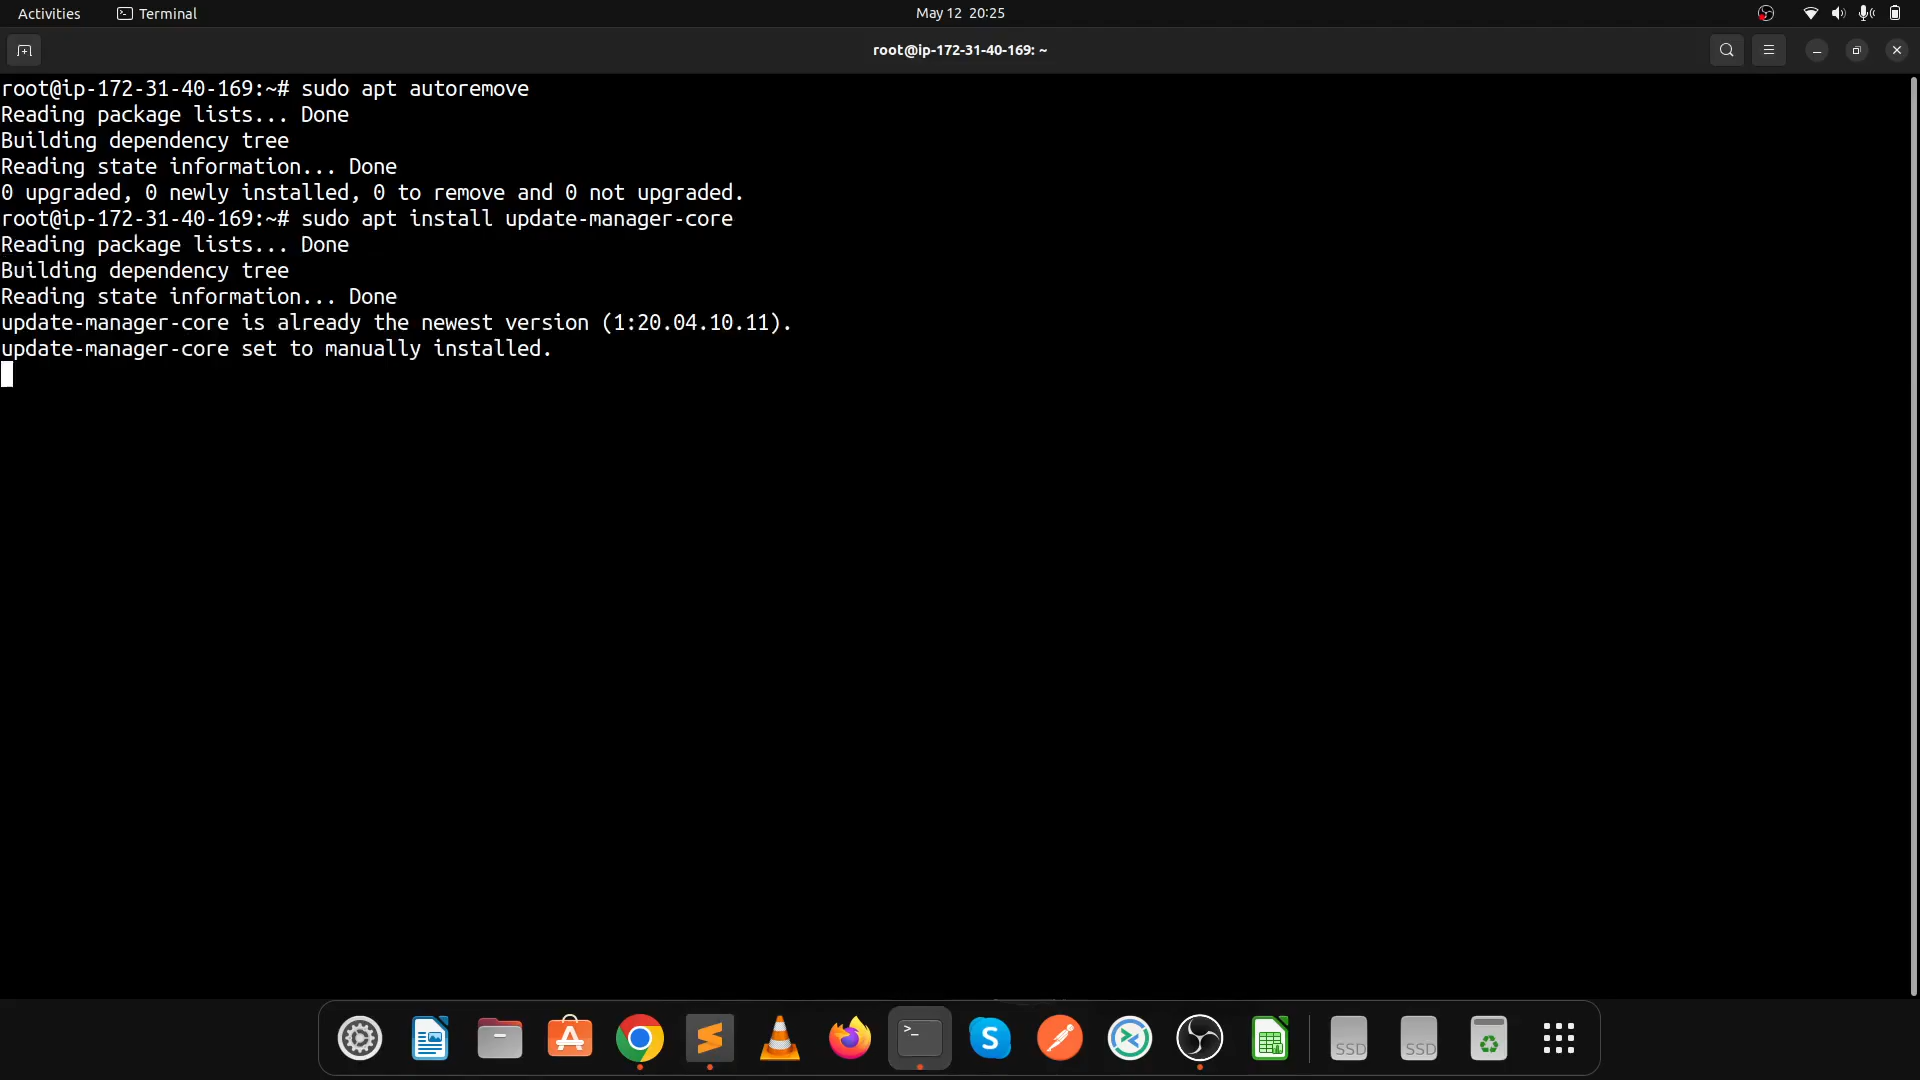 Activities
Terminal
May 12 20:25
root@ip-172-31-40-169: ~
root@ip-172-31-40-169:~# sudo apt autoremove
Reading package lists... Done
Building dependency tree
Reading state information... Done
0 upgraded, 0 newly installed, 0 to remove and 0 not upgraded.
root@ip-172-31-40-169:~# sudo apt install update-manager-core
Reading package lists... Done
Building dependency tree
Reading state information... Done
update-manager-core is already the newest version (1:20.04.10.11).
update-manager-core set to manually installed.
>_
S
SSD
SSD